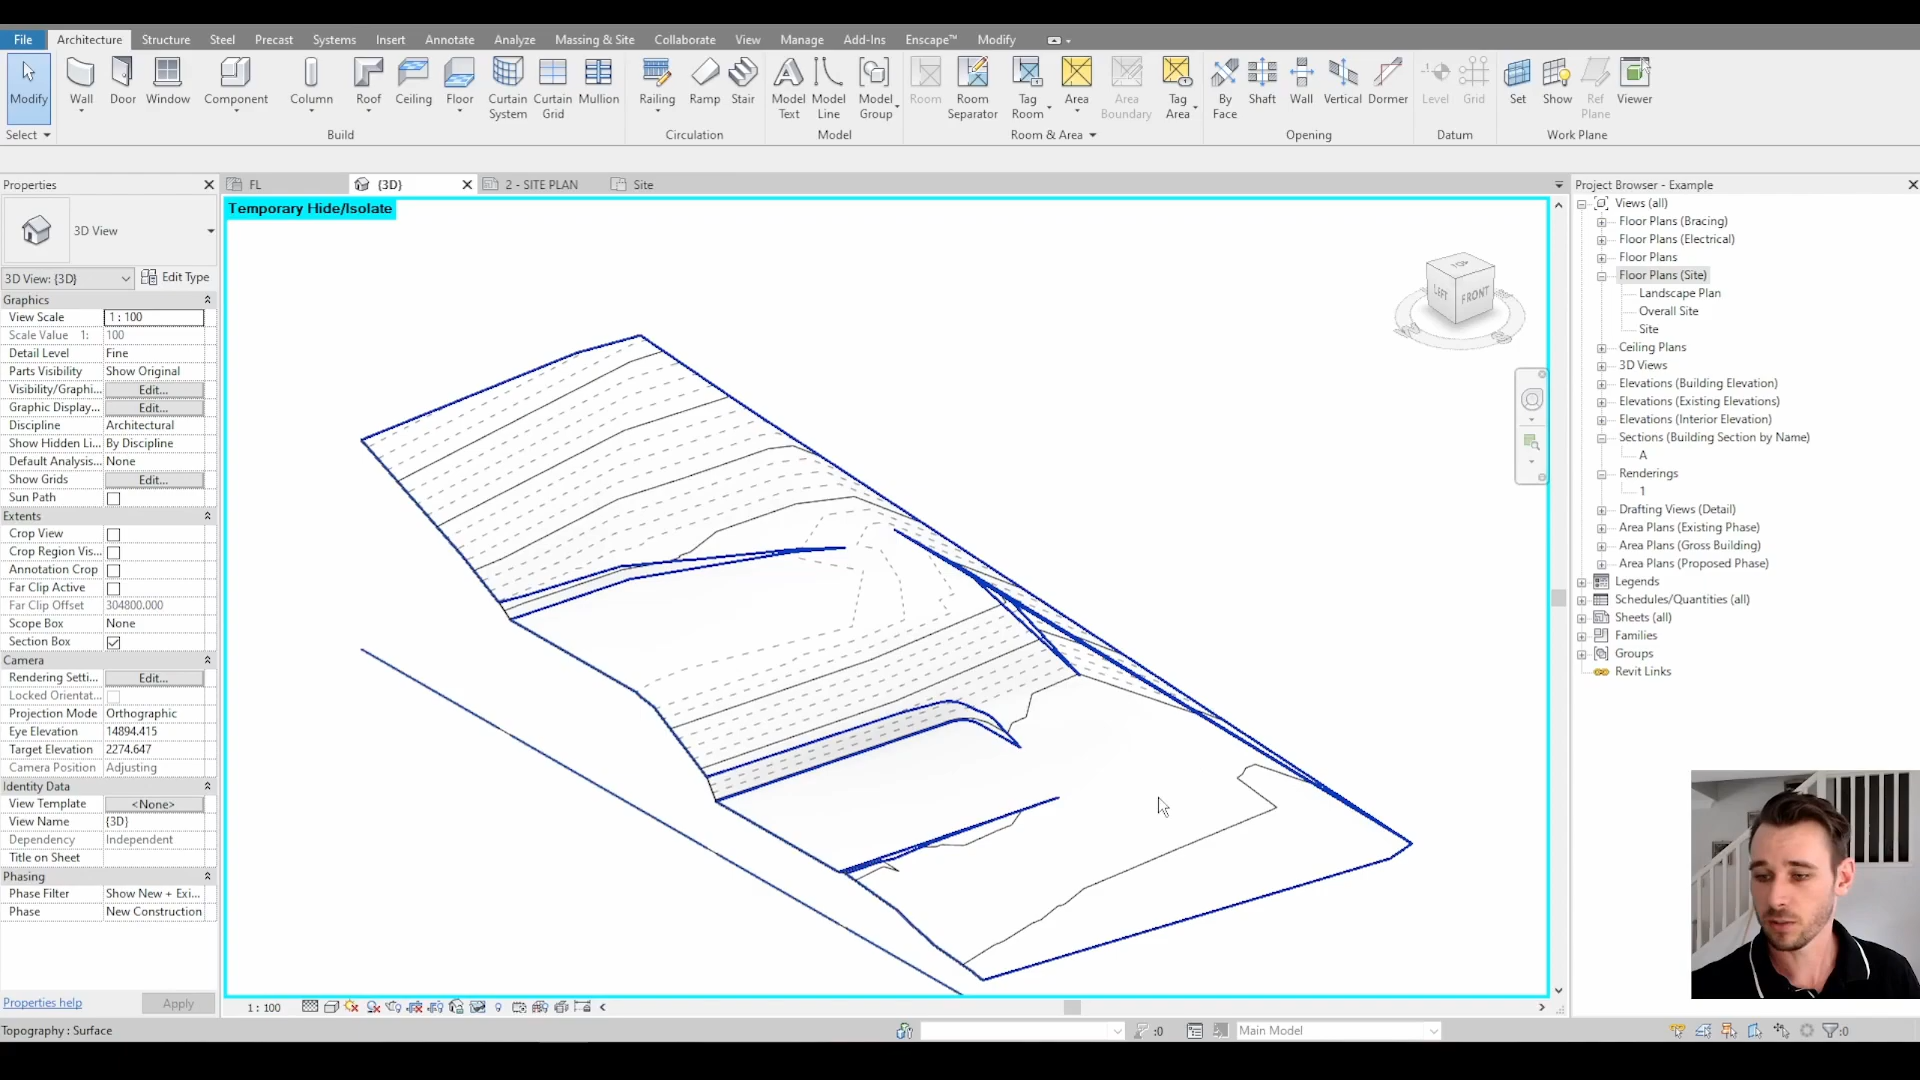 File Architecture Structure Steel Precast Systems Insert Annotate Analyze Massing & Site Collaborate View Manage Add-Ins Enscape™ Modify
Modify Wall Door Window Component Column Roof Ceiling Floor Curtain System Curtain Grid Mullion Railing Ramp Stair Model Text Model Line Model Group Room Room Separator Tag Room Area Area Boundary Tag Area By Face Shaft Wall Vertical Dormer Level Grid Set Show Ref Plane Viewer
Select Build Circulation Model Room & Area Opening Datum Work Plane
Properties
FL {3D} 2 - SITE PLAN Site
Project Browser - Example
Temporary Hide/Isolate
3D View
3D View: {3D} Edit Type
Graphics
View Scale 1 : 100
Scale Value 1: 100
Detail Level Fine
Parts Visibility Show Original
Visibility/Graphi... Edit...
Graphic Display... Edit...
Discipline Architectural
Show Hidden Li... By Discipline
Default Analysis... None
Show Grids Edit...
Sun Path
Extents
Crop View
Crop Region Vis...
Annotation Crop
Far Clip Active
Far Clip Offset 304800.000
Scope Box None
Section Box
Camera
Rendering Setti... Edit...
Locked Orientat...
Projection Mode Orthographic
Eye Elevation 14894.415
Target Elevation 2274.647
Camera Position Adjusting
Identity Data
View Template <None>
View Name {3D}
Dependency Independent
Title on Sheet
Phasing
Phase Filter Show New + Exi...
Phase New Construction
Properties help Apply
TOP
LEFT FRONT
Views (all)
Floor Plans (Bracing)
Floor Plans (Electrical)
Floor Plans
Floor Plans (Site)
Landscape Plan
Overall Site
Site
Ceiling Plans
3D Views
Elevations (Building Elevation)
Elevations (Existing Elevations)
Elevations (Interior Elevation)
Sections (Building Section by Name)
A
Renderings
1
Drafting Views (Detail)
Area Plans (Existing Phase)
Area Plans (Gross Building)
Area Plans (Proposed Phase)
Legends
Schedules/Quantities (all)
Sheets (all)
Families
Groups
Revit Links
1 : 100
Topography : Surface
:0
Main Model
:0